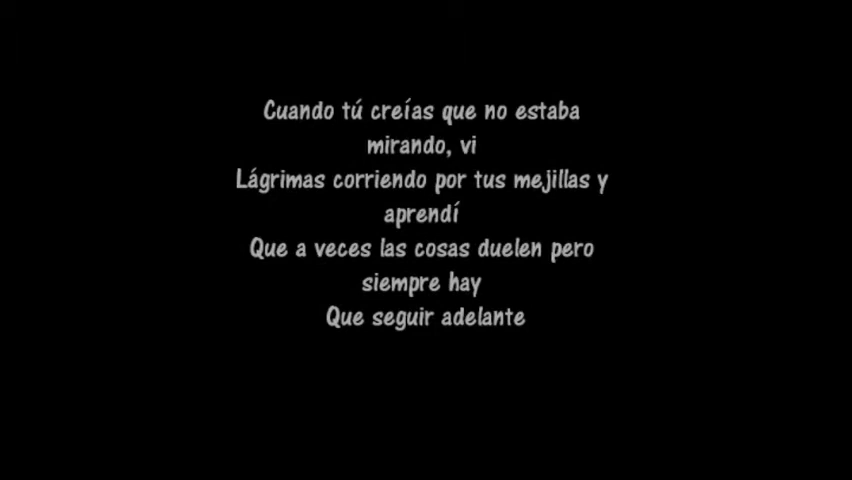 Cuando tú creías que no estaba
mirando, vi
Lágrimas corriendo por tus mejillas y
aprendí
Que a veces las cosas duelen pero
siempre hay
Que seguir adelante